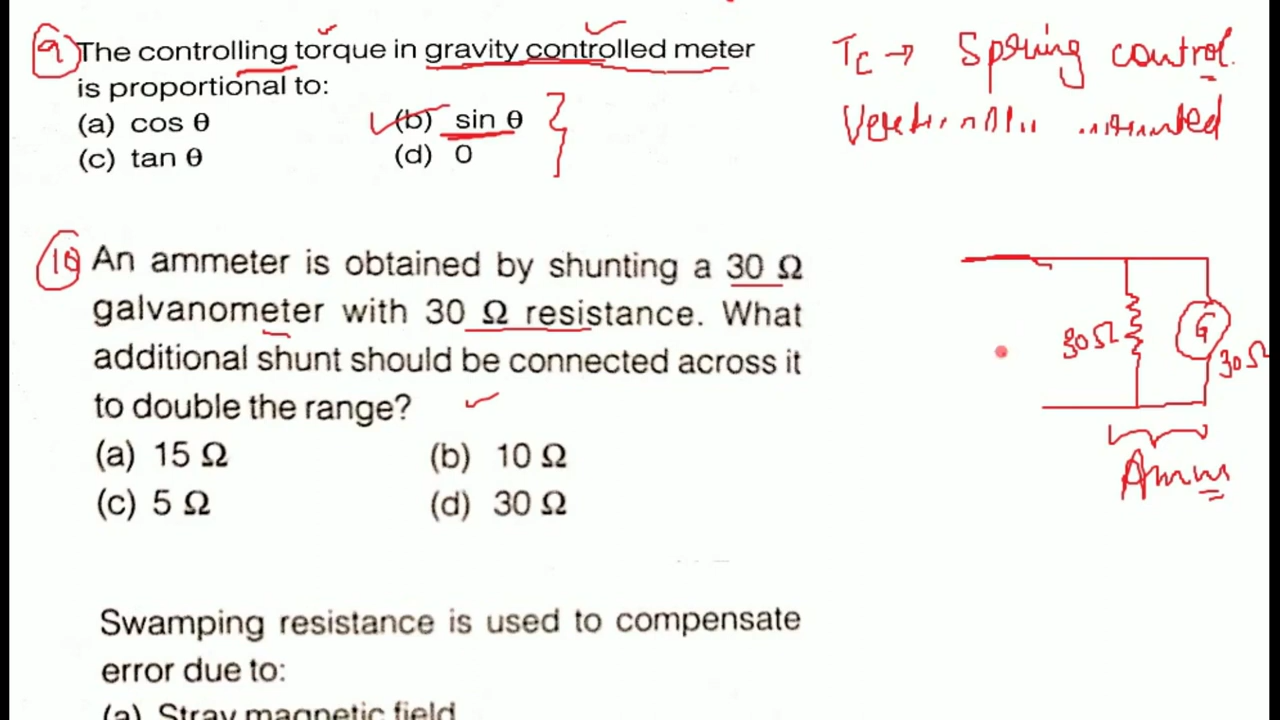 9 The controlling torque in gravity controlled meter
is proportional to:
(a) cos θ (b) sin θ
(c) tan θ (d) 0
Tc → Spring control.
10 An ammeter is obtained by shunting a 30 Ω
galvanometer with 30 Ω resistance. What
additional shunt should be connected across it
to double the range?
(a) 15 Ω (b) 10 Ω
(c) 5 Ω (d) 30 Ω
30Ω G
30Ω
Swamping resistance is used to compensate
error due to:
(a) Stray magnetic field